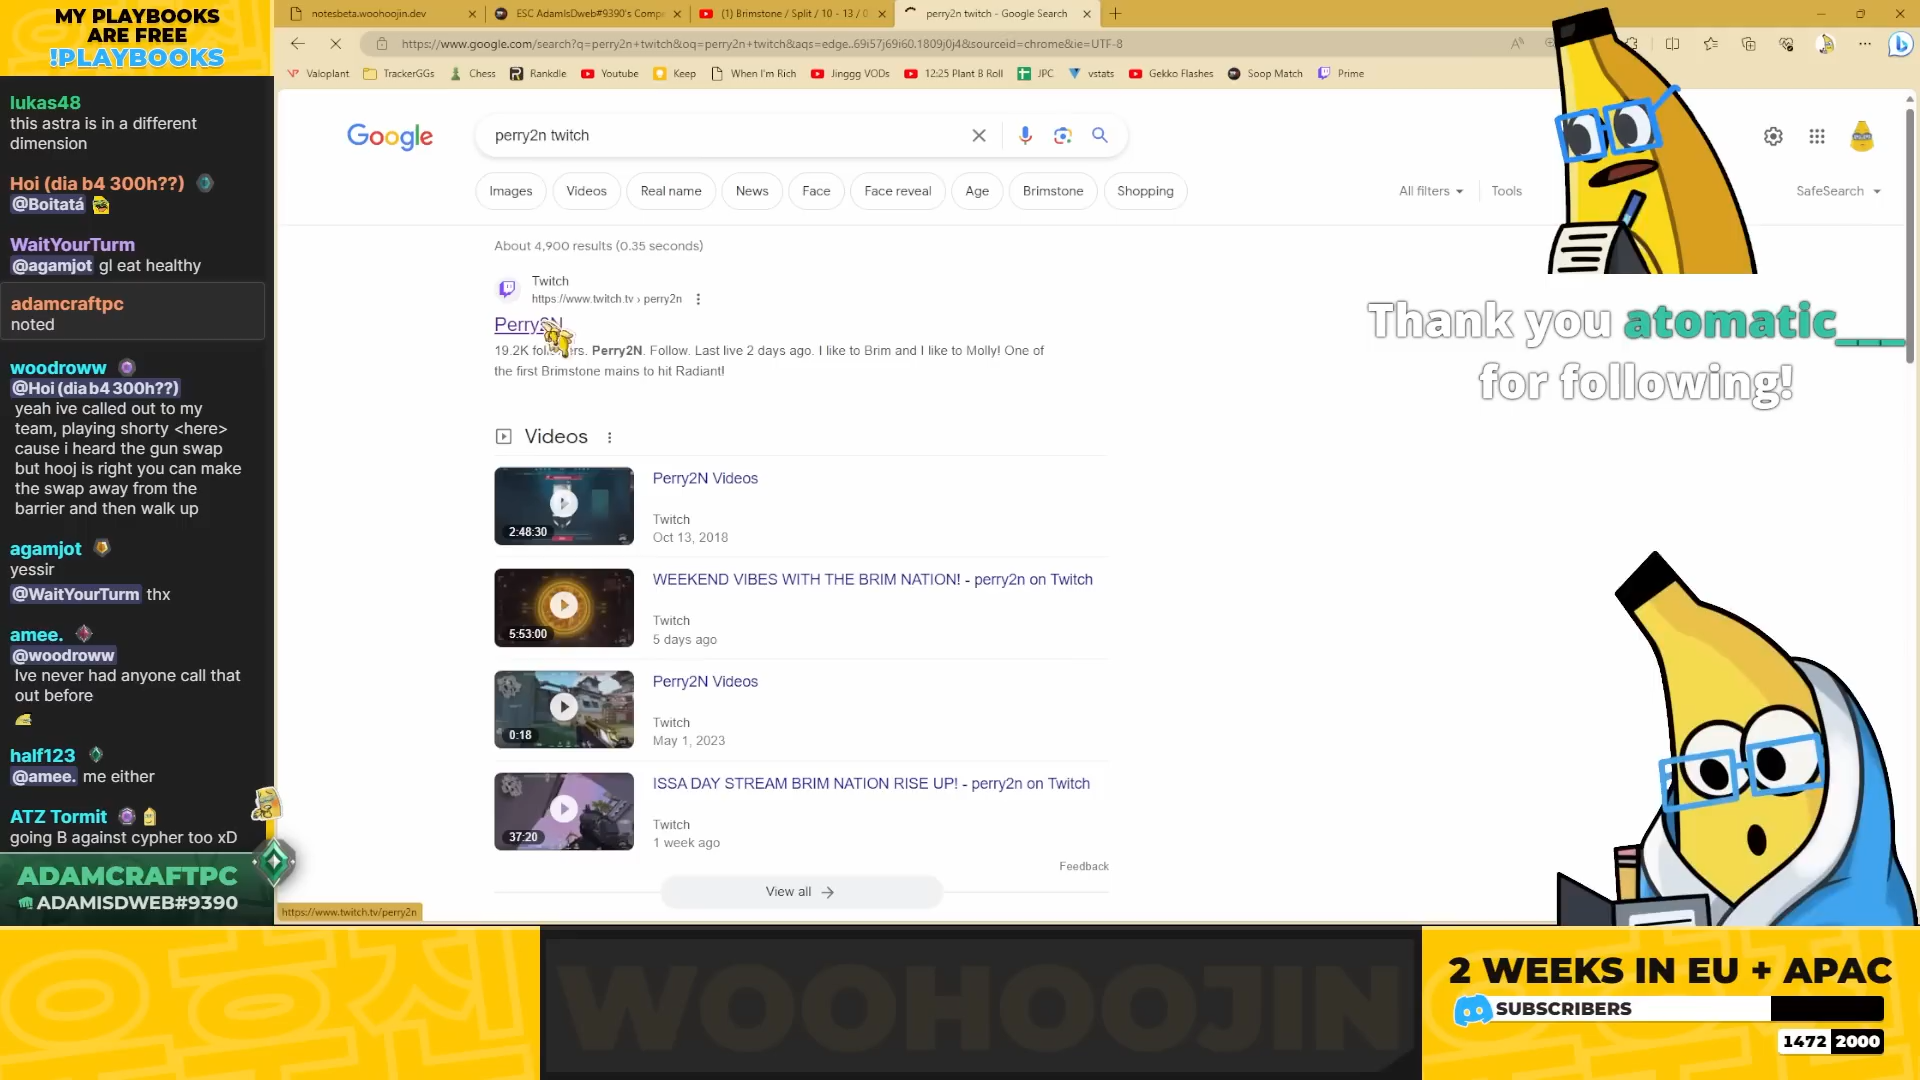 MY PLAYBOOKS
ARE FREE
!PLAYBOOKS
lukas48
this astra is in a different
dimension
Hoi (dia b4 300h??)
@Boitatá
WaitYourTurm
@agamjot gl eat healthy
adamcraftpc
noted
woodroww
@Hoi (dia b4 300h??)
yeah ive called out to my
team, playing shorty <here>
cause i heard the gun swap
but hooj is right you can make
the swap away from the
barrier and then walk up
agamjot
yessir
@WaitYourTurm thx
amee.
@woodroww
Ive never had anyone call that
out before
half123
@amee. me either
ATZ Tormit
going B against cypher too xD
ADAMCRAFTPC
ADAMISDWEB#9390
notesbeta.woohoojin.dev
ESC AdamIsDweb#9390's Compe
(1) Brimstone / Split / 10 - 13 / 0
perry2n twitch - Google Search
https://www.google.com/search?q=perry2n+twitch&oq=perry2n+twitch&aqs=edge..69i57j69i60.1809j0j4&sourceid=chrome&ie=UTF-8
Valoplant
TrackerGGs
Chess
Rankdle
Youtube
Keep
When I'm Rich
Jinggg VODs
12:25 Plant B Roll
JPC
vstats
Gekko Flashes
Soop Match
Prime
Google
perry2n twitch
Images
Videos
Real name
News
Face
Face reveal
Age
Brimstone
Shopping
All filters
Tools
SafeSearch
About 4,900 results (0.35 seconds)
Twitch
https://www.twitch.tv › perry2n
Perry2N
19.2K followers. Perry2N. Follow. Last live 2 days ago. I like to Brim and I like to Molly! One of
the first Brimstone mains to hit Radiant!
Videos
Perry2N Videos
Twitch
Oct 13, 2018
2:48:30
WEEKEND VIBES WITH THE BRIM NATION! - perry2n on Twitch
Twitch
5 days ago
5:53:00
Perry2N Videos
Twitch
May 1, 2023
0:18
ISSA DAY STREAM BRIM NATION RISE UP! - perry2n on Twitch
Twitch
1 week ago
37:20
Feedback
View all
https://www.twitch.tv/perry2n
Thank you atomatic___
for following!
WOOHOOJIN
2 WEEKS IN EU + APAC
SUBSCRIBERS
1472 2000